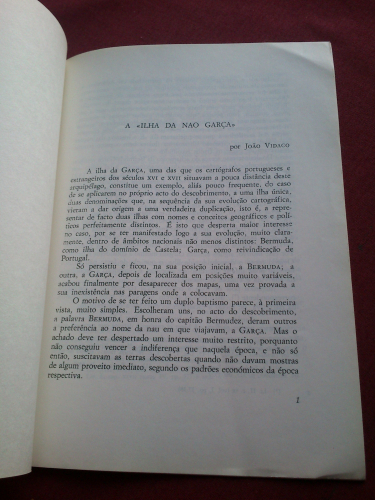 A «ILHA DA NAO GARÇA»
por JOÃO VIDAGO
A ilha da GARÇA, uma das que os cartógrafos portugueses e
estrangeiros dos séculos XVI e XVII situavam a pouca distância deste
arquipélago, constitue um exemplo, aliás pouco frequente, do caso
de se aplicarem no próprio acto do descobrimento, a uma ilha única,
duas denominações que, na sequência da sua evolução cartográfica,
vieram a dar origem a uma verdadeira duplicação, isto é, a repre-
sentar de facto duas ilhas com nomes e conceitos geográficos e polí-
ticos perfeitamente distintos. E isto que desperta maior interesse
no caso, por se ter manifestado logo a sua evolução, muito clara-
mente, dentro de âmbitos nacionais não menos distintos: Bermuda,
como ilha do domínio de Castela; Garça, como reivindicação de
Portugal.
Só persistiu e ficou, na sua posição inicial, a BERMUDA; a
outra, a GARÇA, depois de localizada em posições muito variáveis,
acabou finalmente por desaparecer dos mapas, uma vez provada a
sua inexistência nas paragens onde a colocavam.
O motivo de se ter feito um duplo baptismo parece, à primeira
vista, muito simples. Escolheram uns, no acto do descobrimento,
a palavra BERMUDA, em honra do capitão Bermudez, deram outros
a preferência ao nome da nau em que viajavam, a GARÇA. Mas o
achado deve ter despertado um interesse muito restrito, porquanto
não conseguiu vencer a indiferença que naquela época, e não só
então, suscitavam as terras descobertas quando não davam mostras
de algum proveito imediato, segundo os padrões económicos da época
respectiva.
1